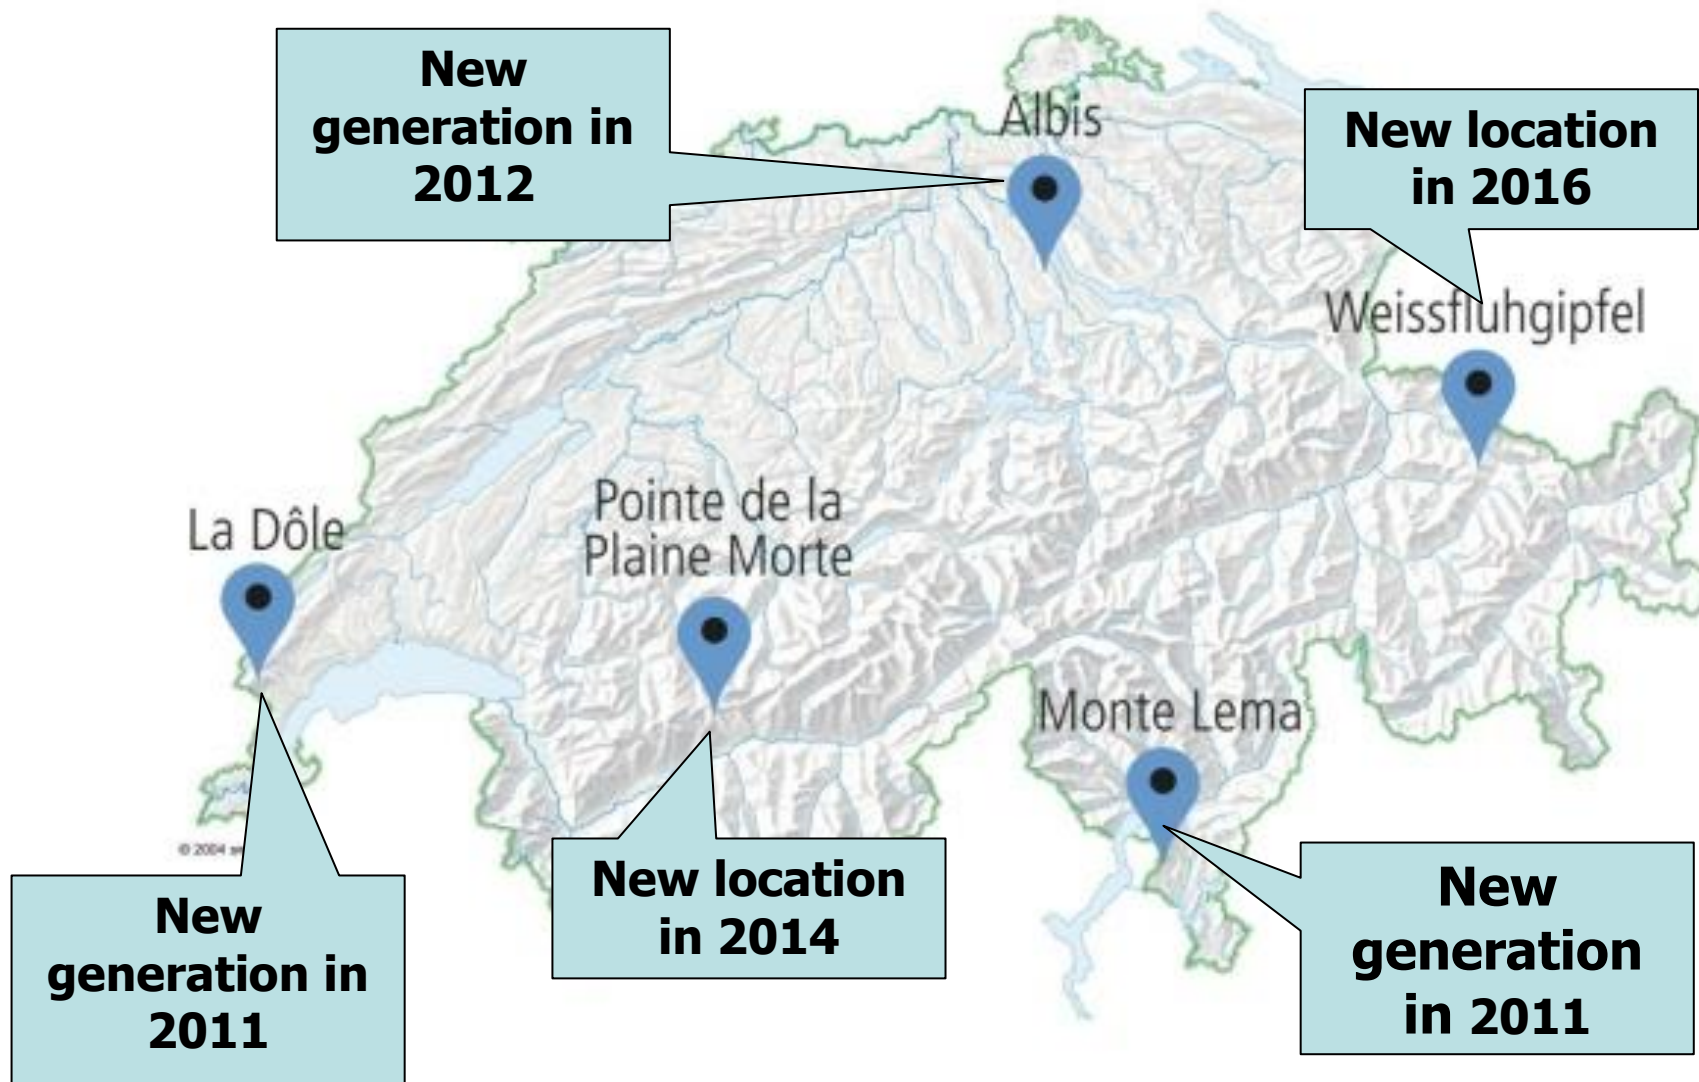 New
generation in
2012
Albis
New location
in 2016
Weissfluhgipfel
La Dôle
Pointe de la
Plaine Morte
Monte Lema
© 2004
New
generation in
2011
New location
in 2014
New
generation
in 2011